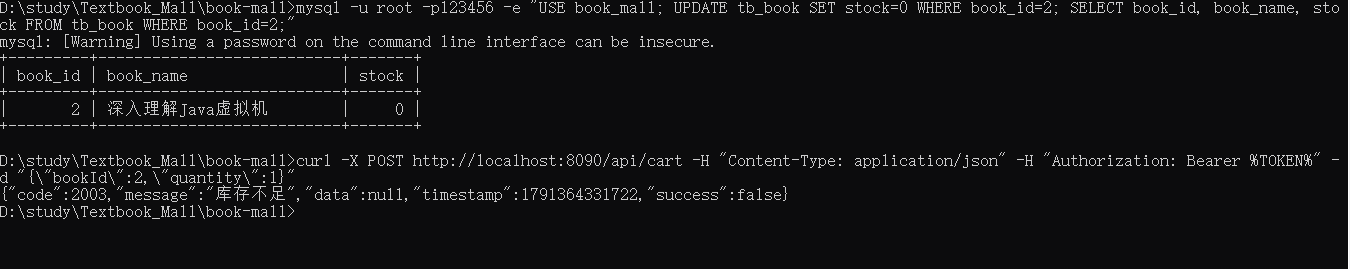 D:\study\Textbook_Mall\book-mall>mysql -u root -p123456 -e "USE book_mall; UPDATE tb_book SET stock=0 WHERE book_id=2; SELECT book_id, book_name, sto
ck FROM tb_book WHERE book_id=2;"
mysql: [Warning] Using a password on the command line interface can be insecure.
+---------+---------------------------+-------+
| book_id | book_name                 | stock |
+---------+---------------------------+-------+
|       2 | 深入理解Java虚拟机        |     0 |
+---------+---------------------------+-------+
D:\study\Textbook_Mall\book-mall>curl -X POST http://localhost:8090/api/cart -H "Content-Type: application/json" -H "Authorization: Bearer %TOKEN%" -
d "{\"bookId\":2,\"quantity\":1}"
{"code":2003,"message":"库存不足","data":null,"timestamp":1791364331722,"success":false}
D:\study\Textbook_Mall\book-mall>